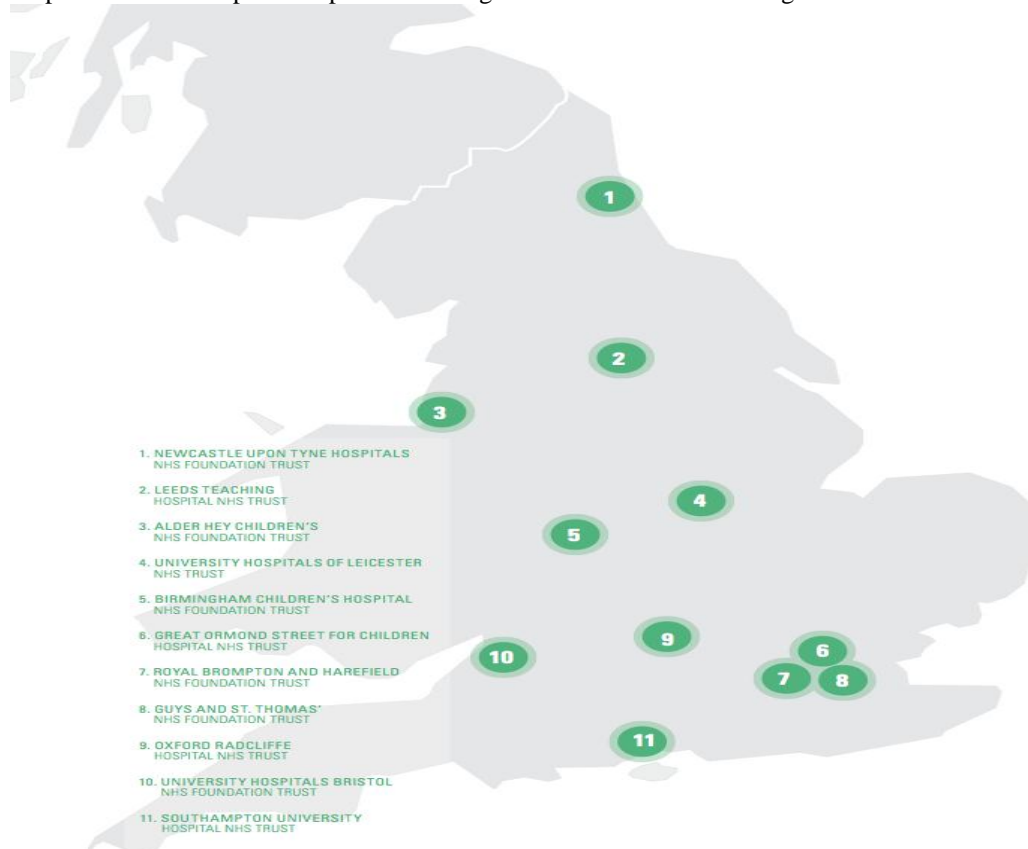 1
2
3
4
5
9
6
10
7
8
11
1. NEWCASTLE UPON TYNE HOSPITALS
NHS FOUNDATION TRUST
2. LEEDS TEACHING
HOSPITAL NHS TRUST
3. ALDER HEY CHILDREN'S
NHS FOUNDATION TRUST
4. UNIVERSITY HOSPITALS OF LEICESTER
NHS TRUST
5. BIRMINGHAM CHILDREN'S HOSPITAL
NHS FOUNDATION TRUST
6. GREAT ORMOND STREET FOR CHILDREN
HOSPITAL NHS TRUST
7. ROYAL BROMPTON AND HAREFIELD
NHS FOUNDATION TRUST
8. GUYS AND ST. THOMAS'
NHS FOUNDATION TRUST
9. OXFORD RADCLIFFE
HOSPITAL NHS TRUST
10. UNIVERSITY HOSPITALS BRISTOL
NHS FOUNDATION TRUST
11. SOUTHAMPTON UNIVERSITY
HOSPITAL NHS TRUST